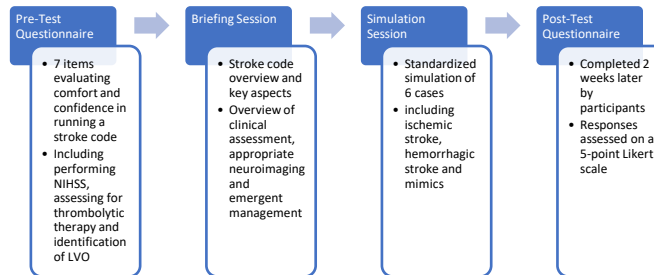 Pre-Test
Questionnaire
• 7 items
evaluating
comfort and
confidence in
running a
stroke code
• Including
performing
NIHSS,
assessing for
thrombolytic
therapy and
identification
of LVO
Briefing Session
• Stroke code
overview and
key aspects
• Overview of
clinical
assessment,
appropriate
neuroimaging
and
emergent
management
Simulation
Session
• Standardized
simulation of
6 cases
• including
ischemic
stroke,
hemorrhagic
stroke and
mimics
Post-Test
Questionnaire
• Completed 2
weeks later
by
participants
• Responses
assessed on a
5-point Likert
scale